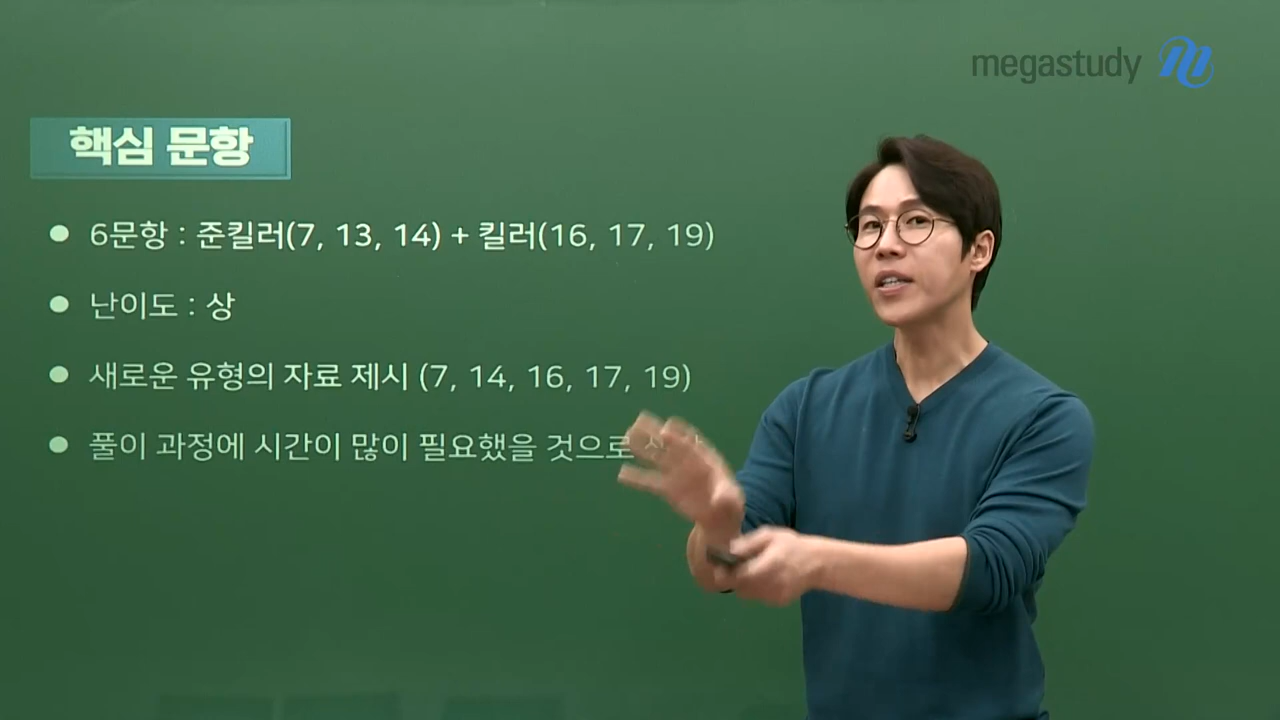 megastudy
핵심 문항
6문항 : 준킬러(7, 13, 14) + 킬러(16, 17, 19)
난이도 : 상
새로운 유형의 자료 제시 (7, 14, 16, 17, 19)
풀이 과정에 시간이 많이 필요했을 것으로